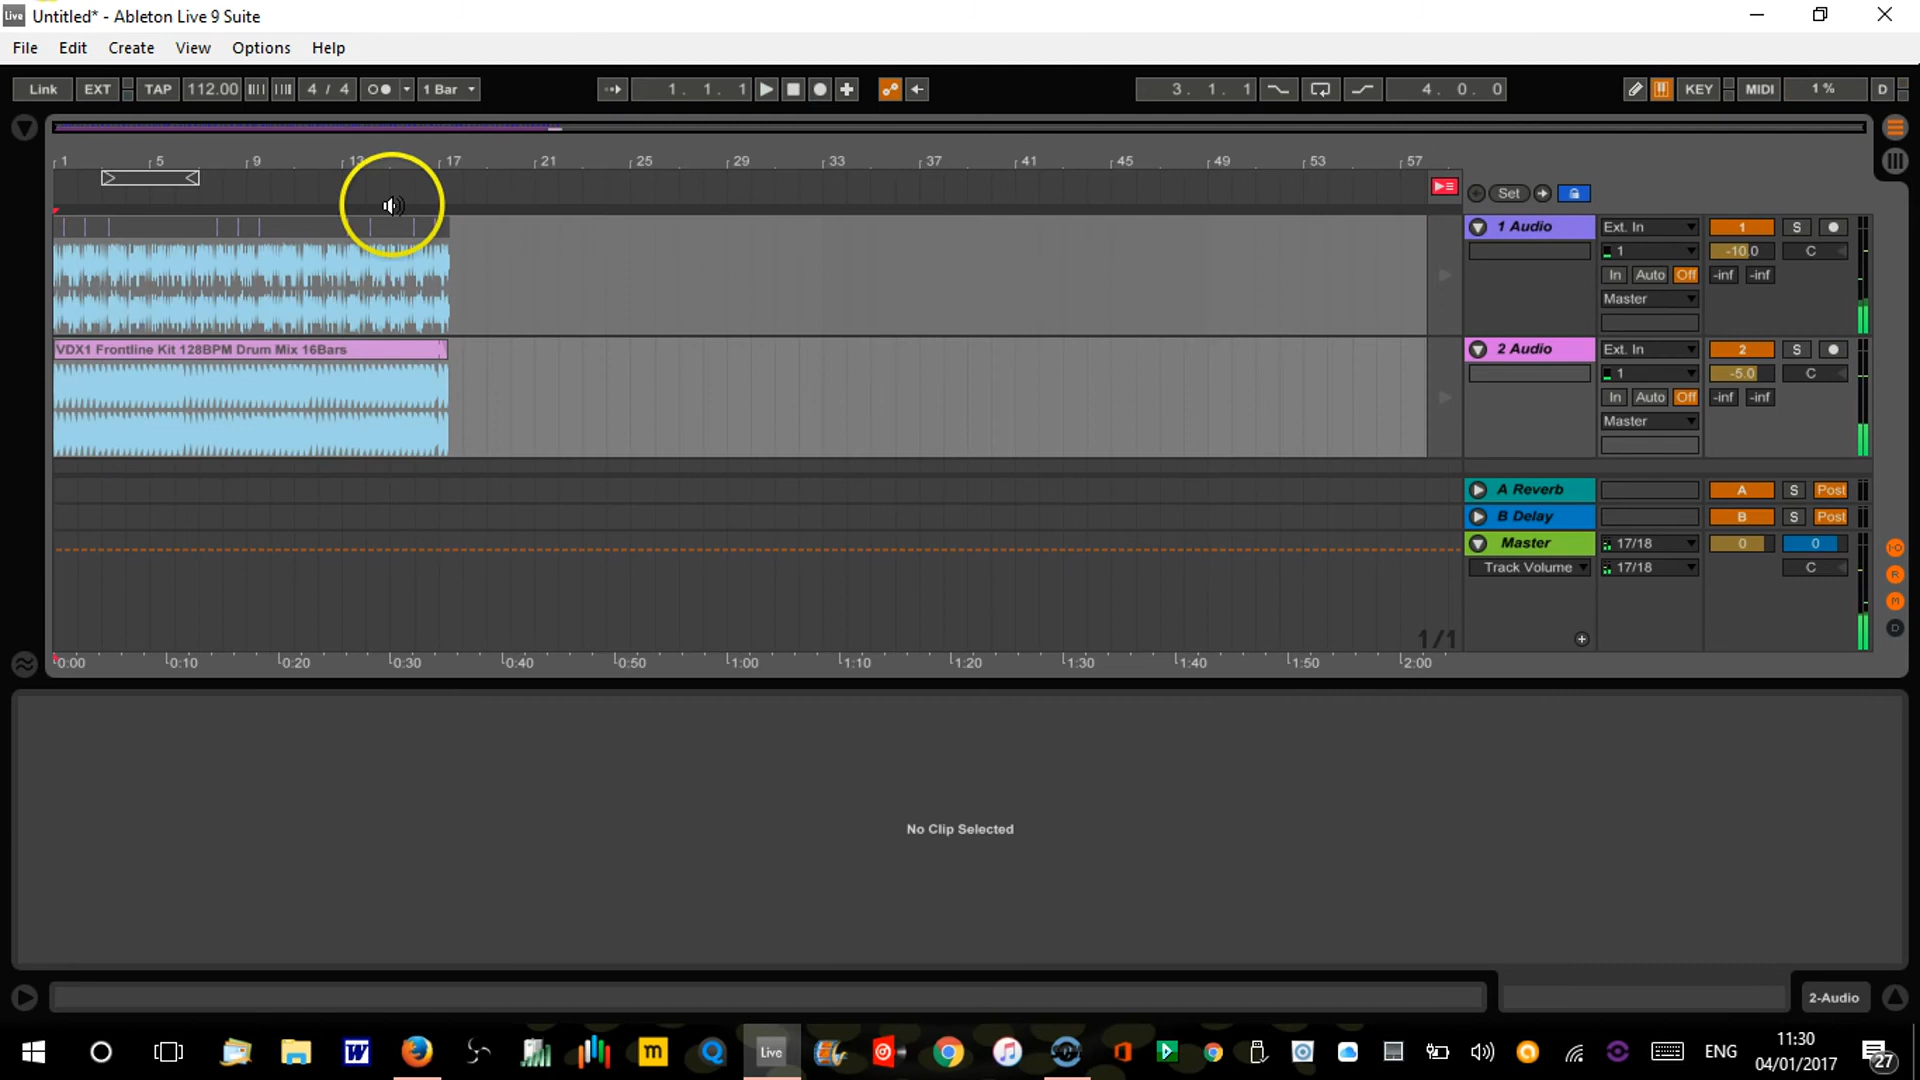 Live Untitled* - Ableton Live 9 Suite
File Edit Create View Options Help
Link EXT TAP 112.00 4 / 4 1 Bar 1. 1. 1 3. 1. 1 4. 0. 0 KEY MIDI 1 % D
1 5 9 13 17 21 25 29 33 37 41 45 49 53 57
Set
1 Audio Ext. In 1 S
1 -10.0 C
In Auto Off -inf -inf
Master
VDX1 Frontline Kit 128BPM Drum Mix 16Bars
2 Audio Ext. In 2 S
1 -5.0 C
In Auto Off -inf -inf
Master
A Reverb A S Post
B Delay B S Post
Master 17/18 0 0
Track Volume 17/18 C
I·O
R
M
D
1/1
0:00 0:10 0:20 0:30 0:40 0:50 1:00 1:10 1:20 1:30 1:40 1:50 2:00
No Clip Selected
2-Audio
W m Live ENG 11:30
04/01/2017 27